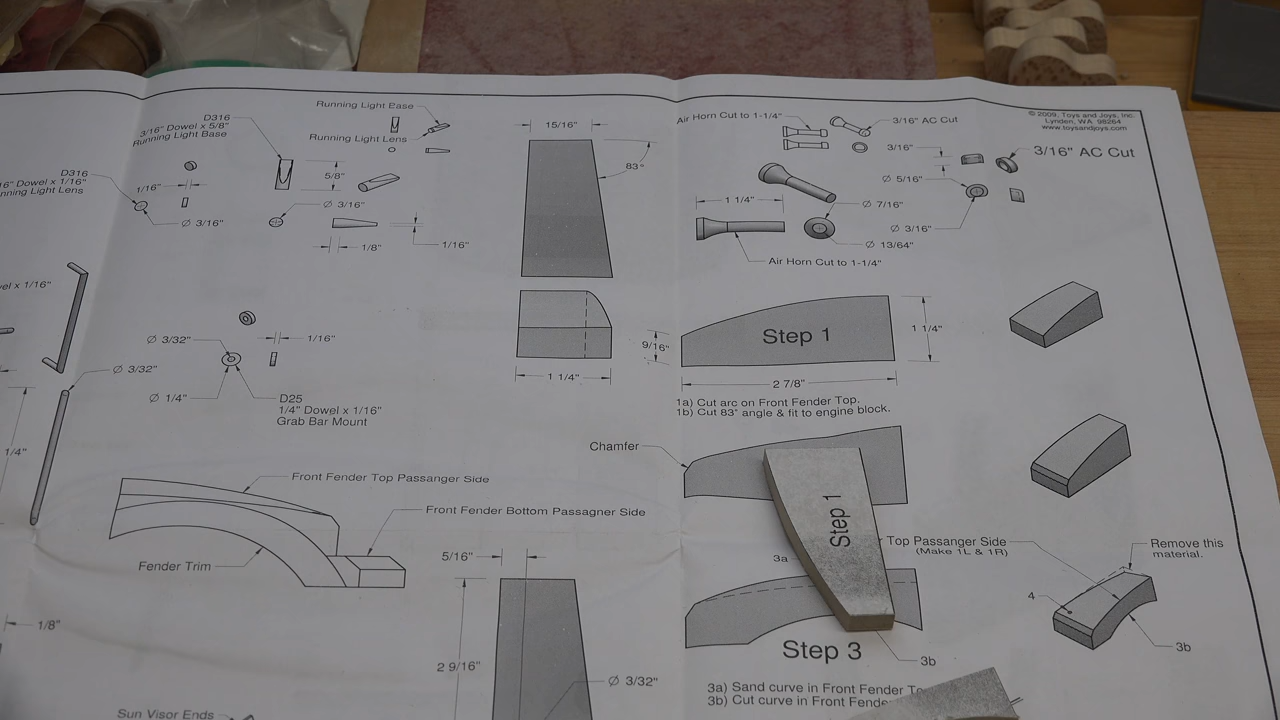 Running Light Base
D316
3/16" Dowel x 5/8"
Running Light Base
Running Light Lens
15/16"
83°
Air Horn Cut to 1-1/4"
3/16" AC Cut
© 2009, Toys and Joys, Inc.
Lynden, WA 98264
www.toysandjoys.com
3/16"
3/16" AC Cut
D316
Dowel x 1/16"
Light Lens
1/16"
5/8"
Ø 3/16"
Ø 3/16"
1/8"
1/16"
1 1/4"
Ø 7/16"
Ø 5/16"
Ø 3/16"
Ø 13/64"
Air Horn Cut to 1-1/4"
x 1/16"
Ø 3/32"
1/16"
Ø 3/32"
Ø 1/4"
D25
1/4" Dowel x 1/16"
Grab Bar Mount
1/4"
9/16"
1 1/4"
Step 1
1 1/4"
2 7/8"
1a) Cut arc on Front Fender Top.
1b) Cut 83° angle & fit to engine block.
Chamfer
Step 1
Front Fender Top Passanger Side
Front Fender Bottom Passagner Side
Fender Trim
5/16"
3a
Top Passanger Side
(Make 1L & 1R)
Remove this
material.
4
3b
1/8"
2 9/16"
Ø 3/32"
Step 3
3b
3a) Sand curve in Front Fender
3b) Cut curve in Front
Sun Visor Ends